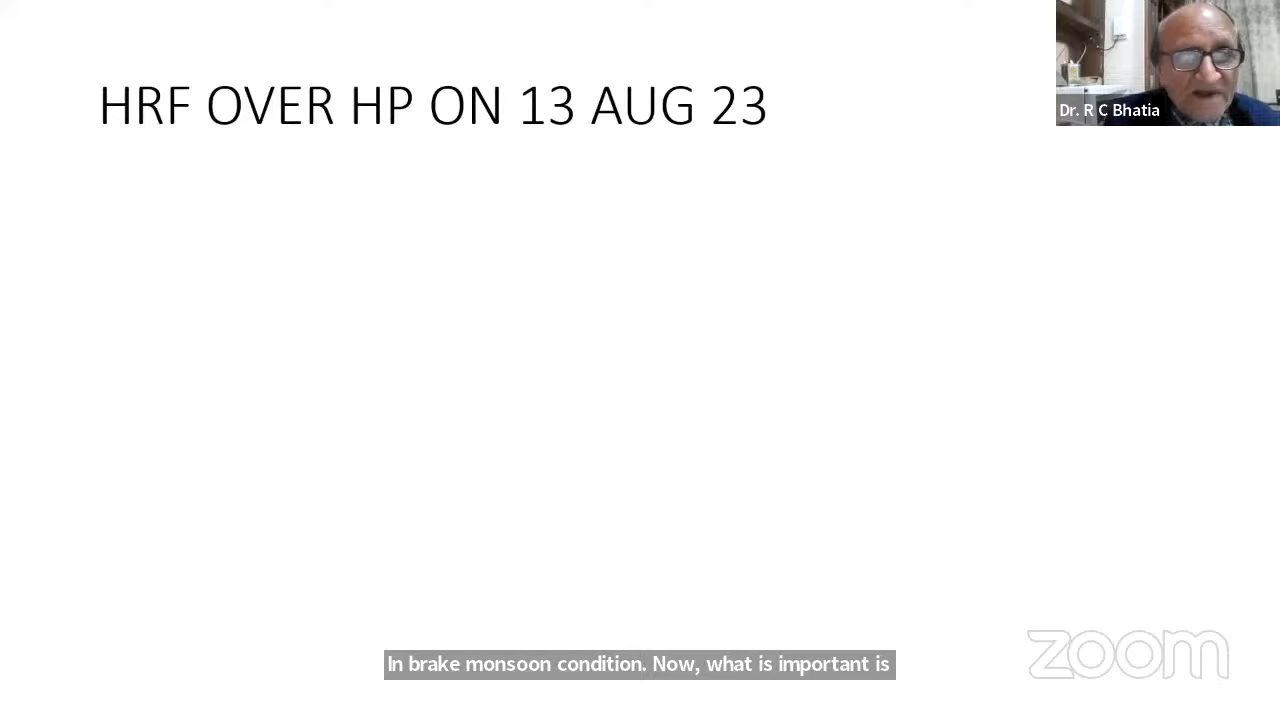 HRF OVER HP ON 13 AUG 23
Dr. R C Bhatia
In brake monsoon condition. Now, what is important is
zoom